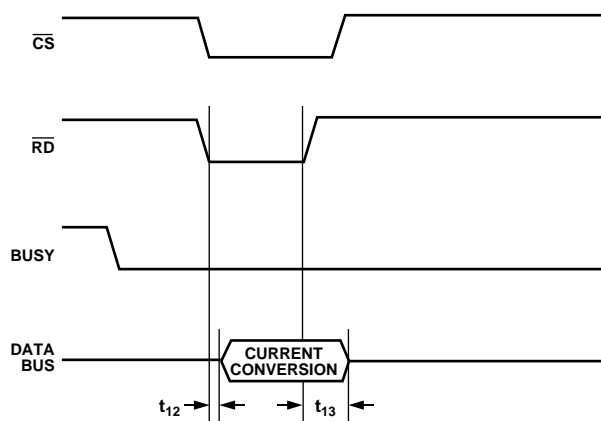 CS
RD
BUSY
DATA
BUS
CURRENT
CONVERSION
t12
t13